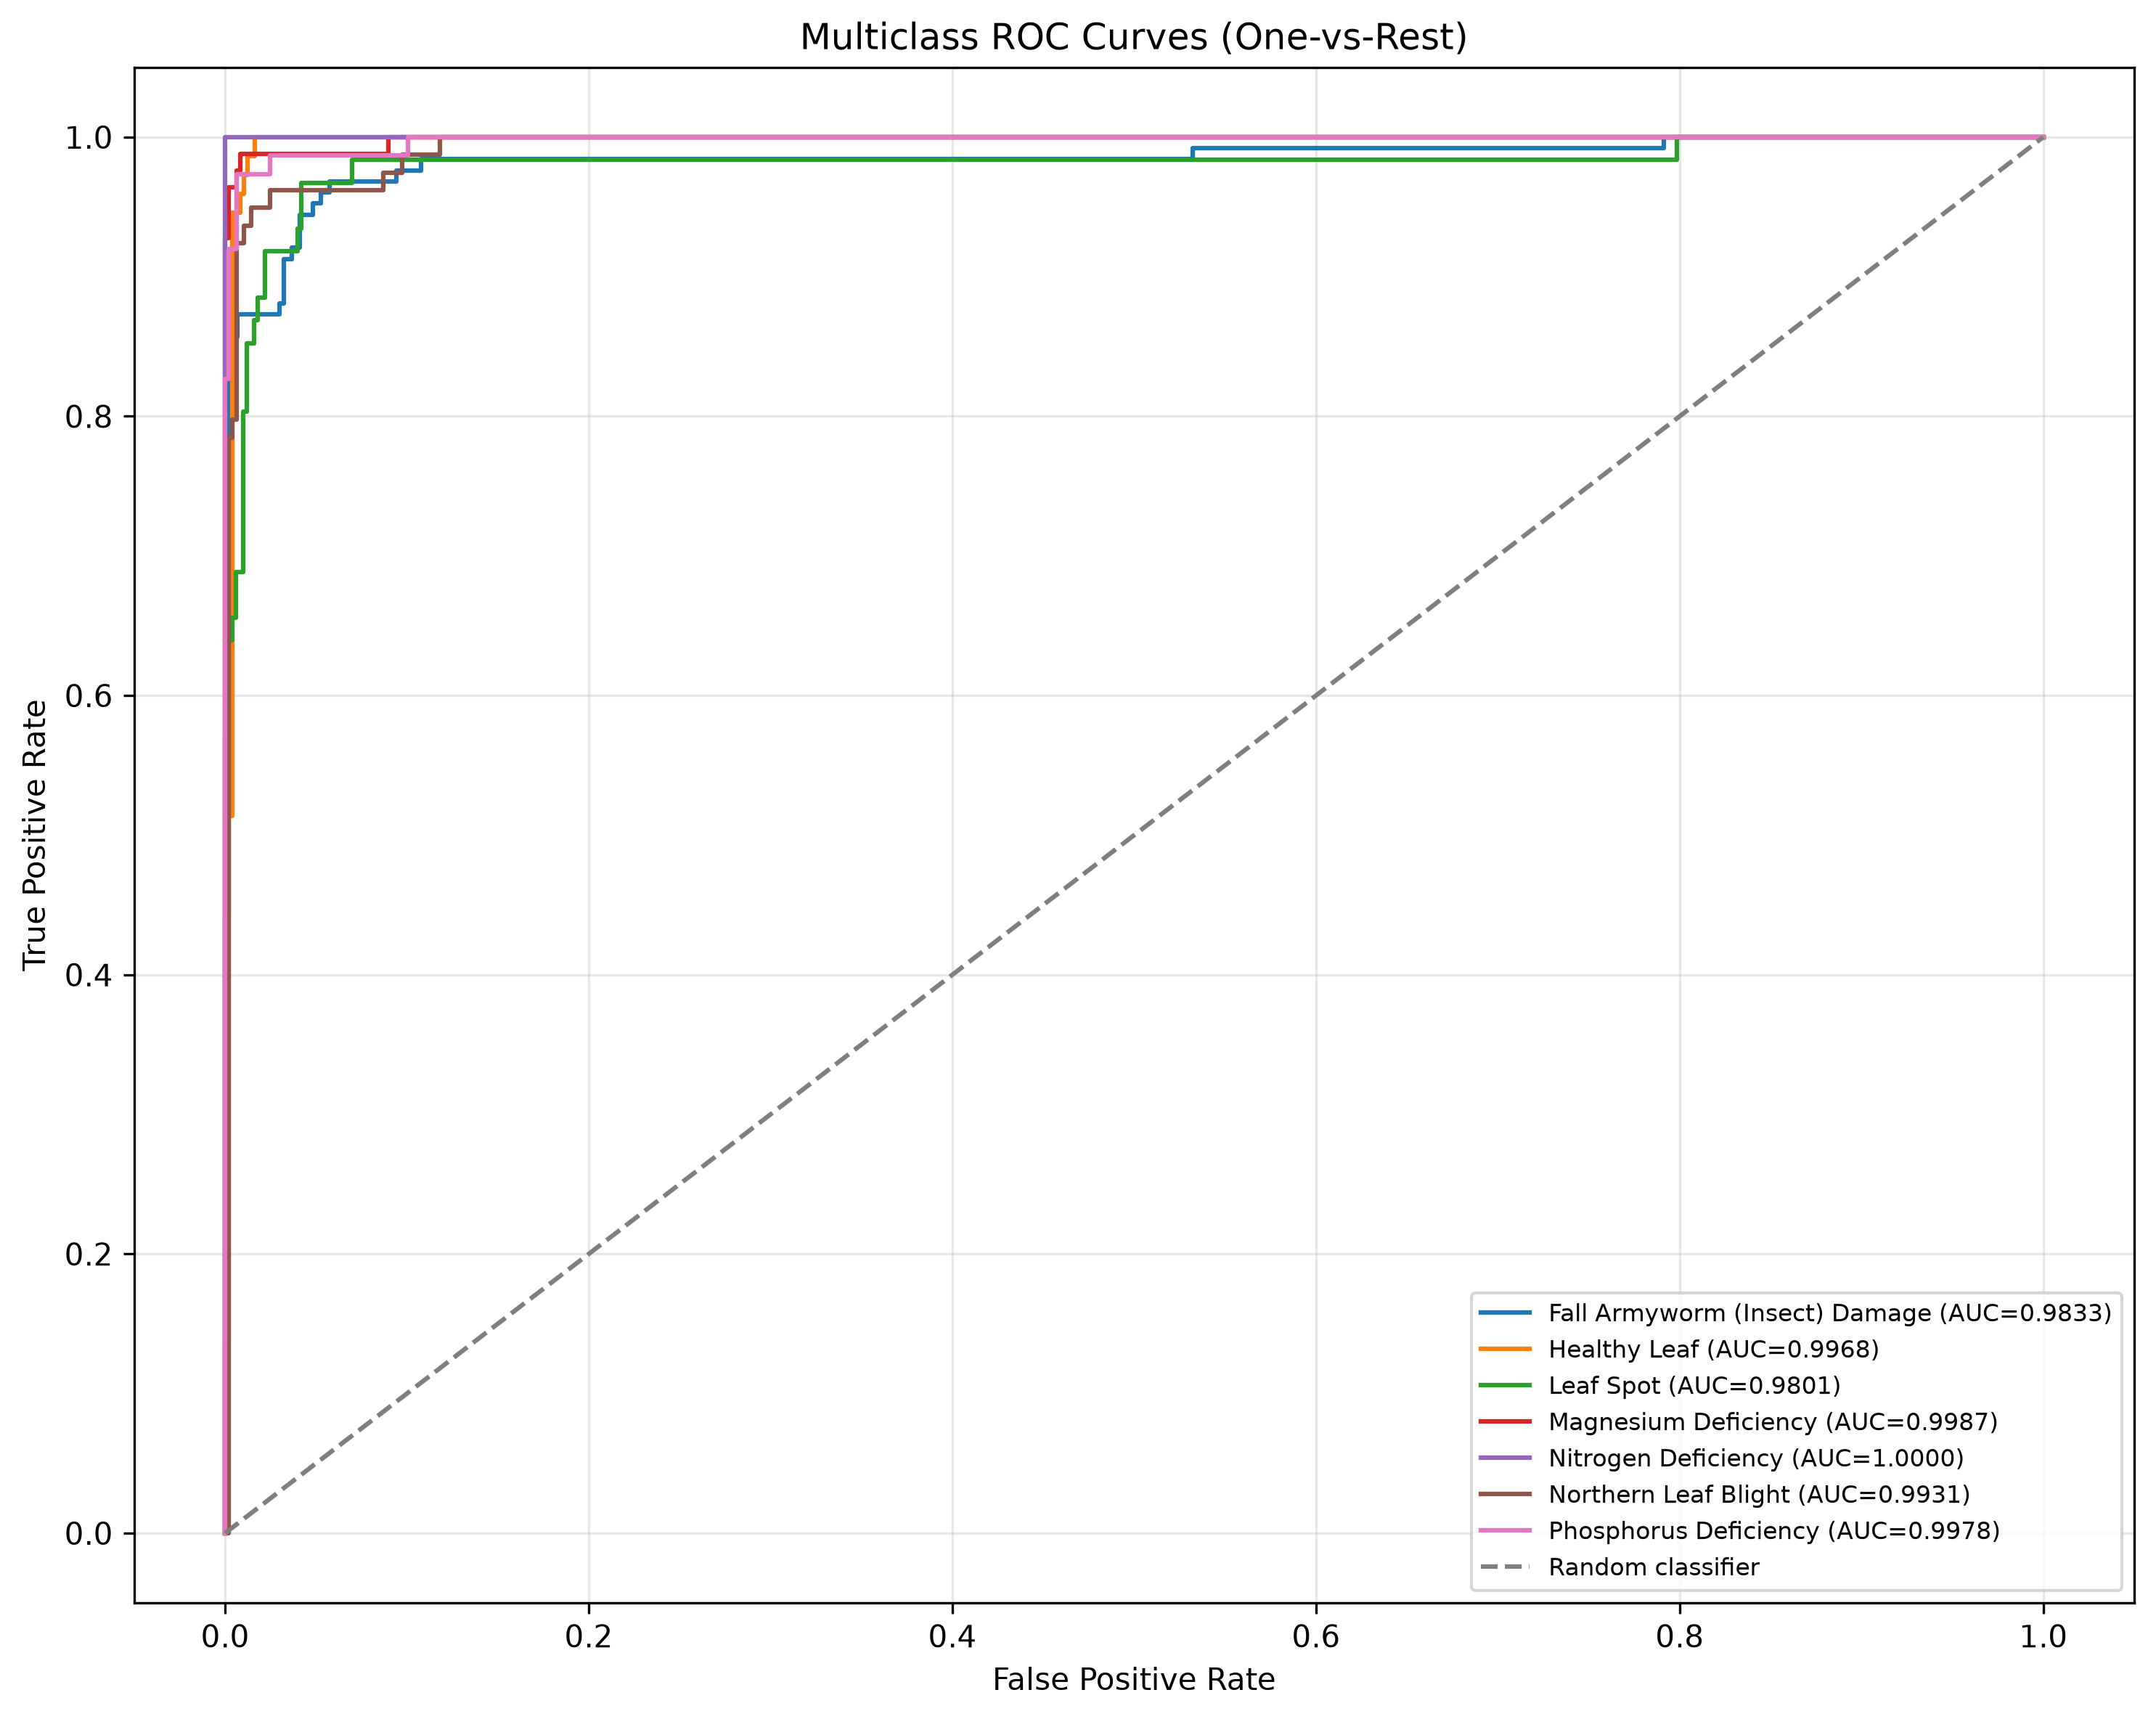 Multiclass ROC Curves (One-vs-Rest)
True Positive Rate
1.0
0.8
0.6
0.4
0.2
0.0
Fall Armyworm (Insect) Damage (AUC=0.9833)
Healthy Leaf (AUC=0.9968)
Leaf Spot (AUC=0.9801)
Magnesium Deficiency (AUC=0.9987)
Nitrogen Deficiency (AUC=1.0000)
Northern Leaf Blight (AUC=0.9931)
Phosphorus Deficiency (AUC=0.9978)
Random classifier
0.0 0.2 0.4 0.6 0.8 1.0
False Positive Rate